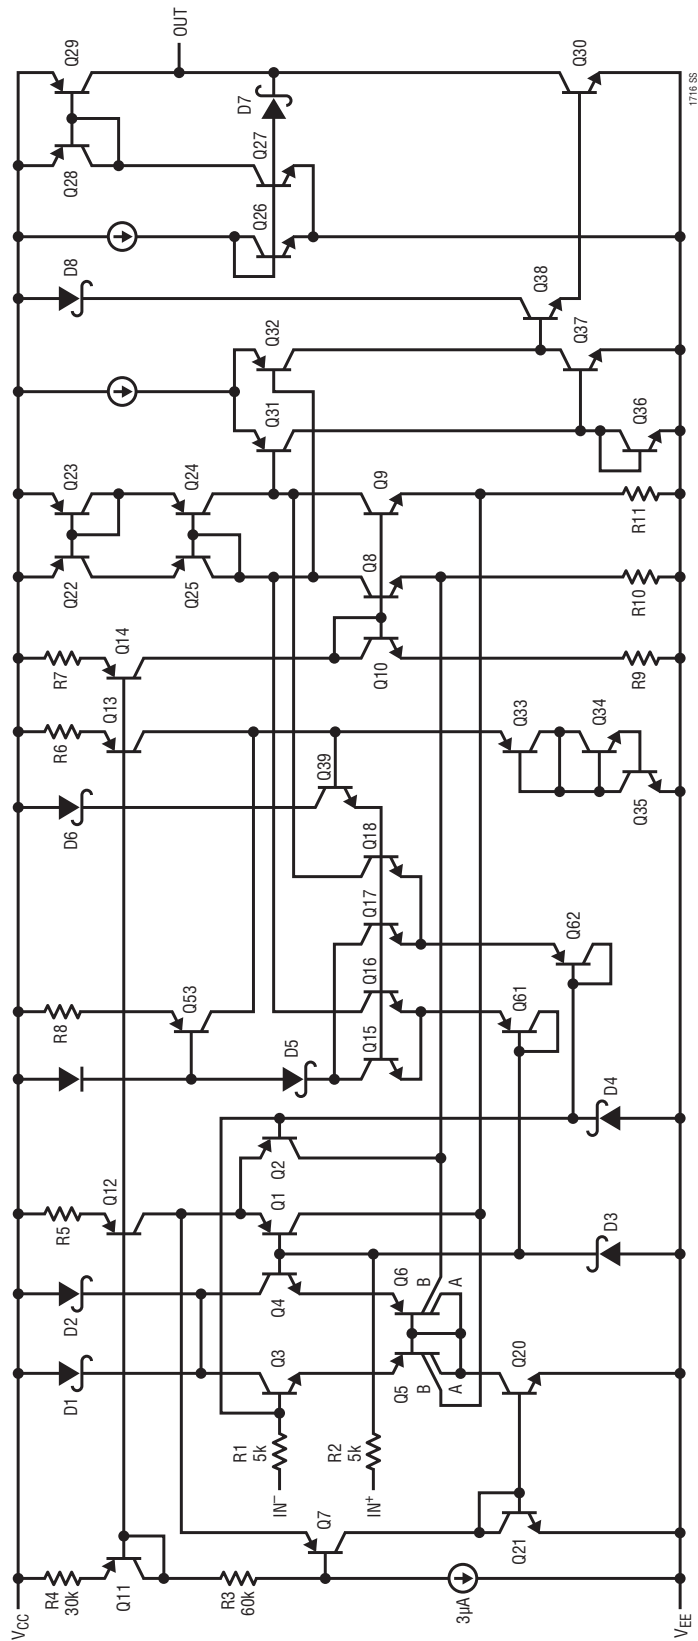 VCC
R4
30k
Q11
R3
60k
3µA
VEE
Q7
Q21
IN–
R1
5k
IN+
R2
5k
D1
Q3
Q5
B
A
Q20
D2
Q4
Q6
B
A
D3
R5
Q12
Q1
Q2
D4
D5
R8
Q53
Q15
Q16
Q61
Q17
Q18
Q62
D6
Q39
R6
Q13
Q33
Q34
Q35
R7
Q14
Q10
R9
Q22
Q25
Q8
R10
Q23
Q24
Q9
R11
Q31
Q36
Q32
Q37
D8
Q38
Q26
Q27
Q28
D7
Q29
OUT
Q30
1716 SS